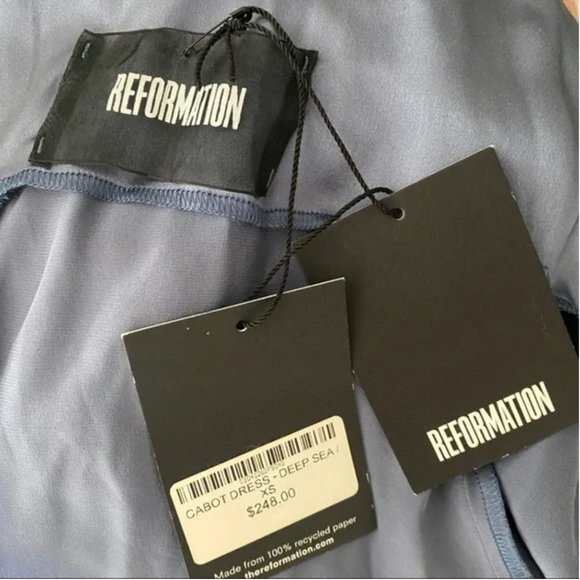 REFORMATION
REFORMATION
CABOT DRESS - DEEP SEA /
XS
$248.00
Made from 100% recycled paper
thereformation.com